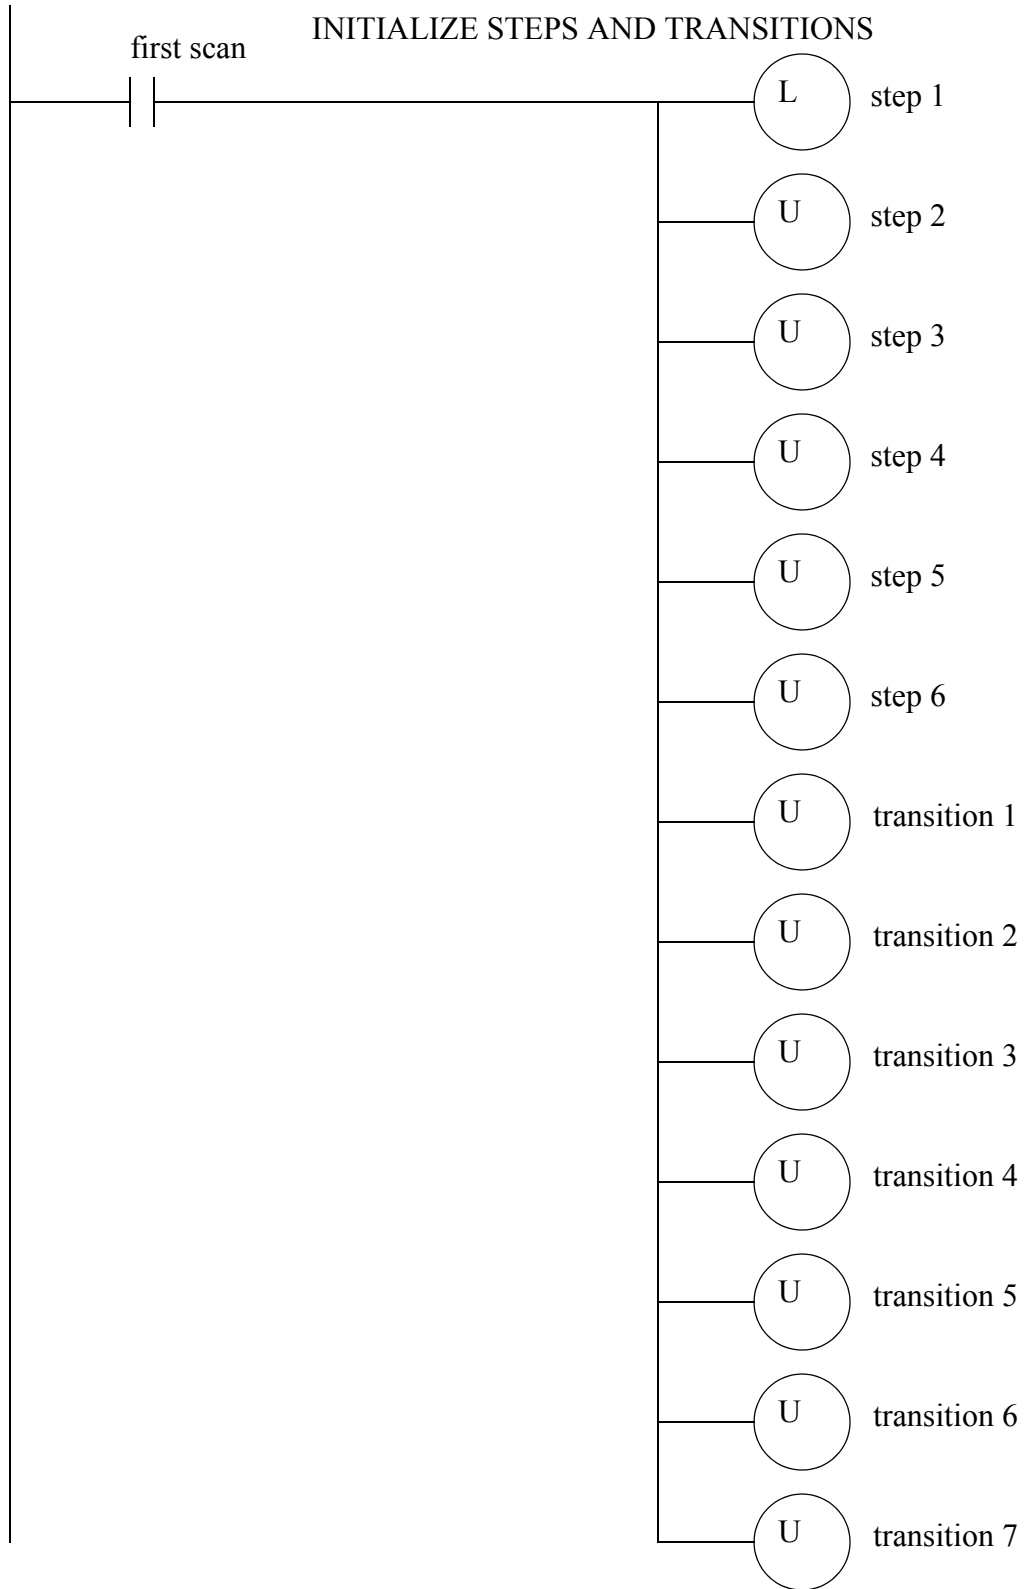 INITIALIZE STEPS AND TRANSITIONS
first scan
L step 1
U step 2
U step 3
U step 4
U step 5
U step 6
U transition 1
U transition 2
U transition 3
U transition 4
U transition 5
U transition 6
U transition 7